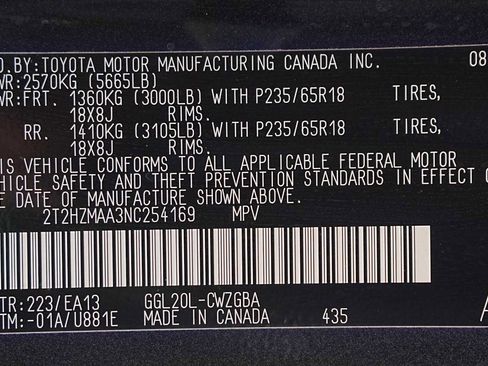 D.BY:TOYOTA MOTOR MANUFACTURING CANADA INC. 08
WR:2570KG (5665LB)
WR:FRT. 1360KG (3000LB) WITH P235/65R18 TIRES,
18X8J RIMS.
RR. 1410KG (3105LB) WITH P235/65R18 TIRES,
18X8J RIMS.
IS VEHICLE CONFORMS TO ALL APPLICABLE FEDERAL MOTOR
EHICLE SAFETY AND THEFT PREVENTION STANDARDS IN EFFECT O
E DATE OF MANUFACTURE SHOWN ABOVE.
2T2HZMAA3NC254169 MPV
TR:223/EA13 GGL20L-CWZGBA
TM:-01A/U881E MADE IN CANADA 435 A